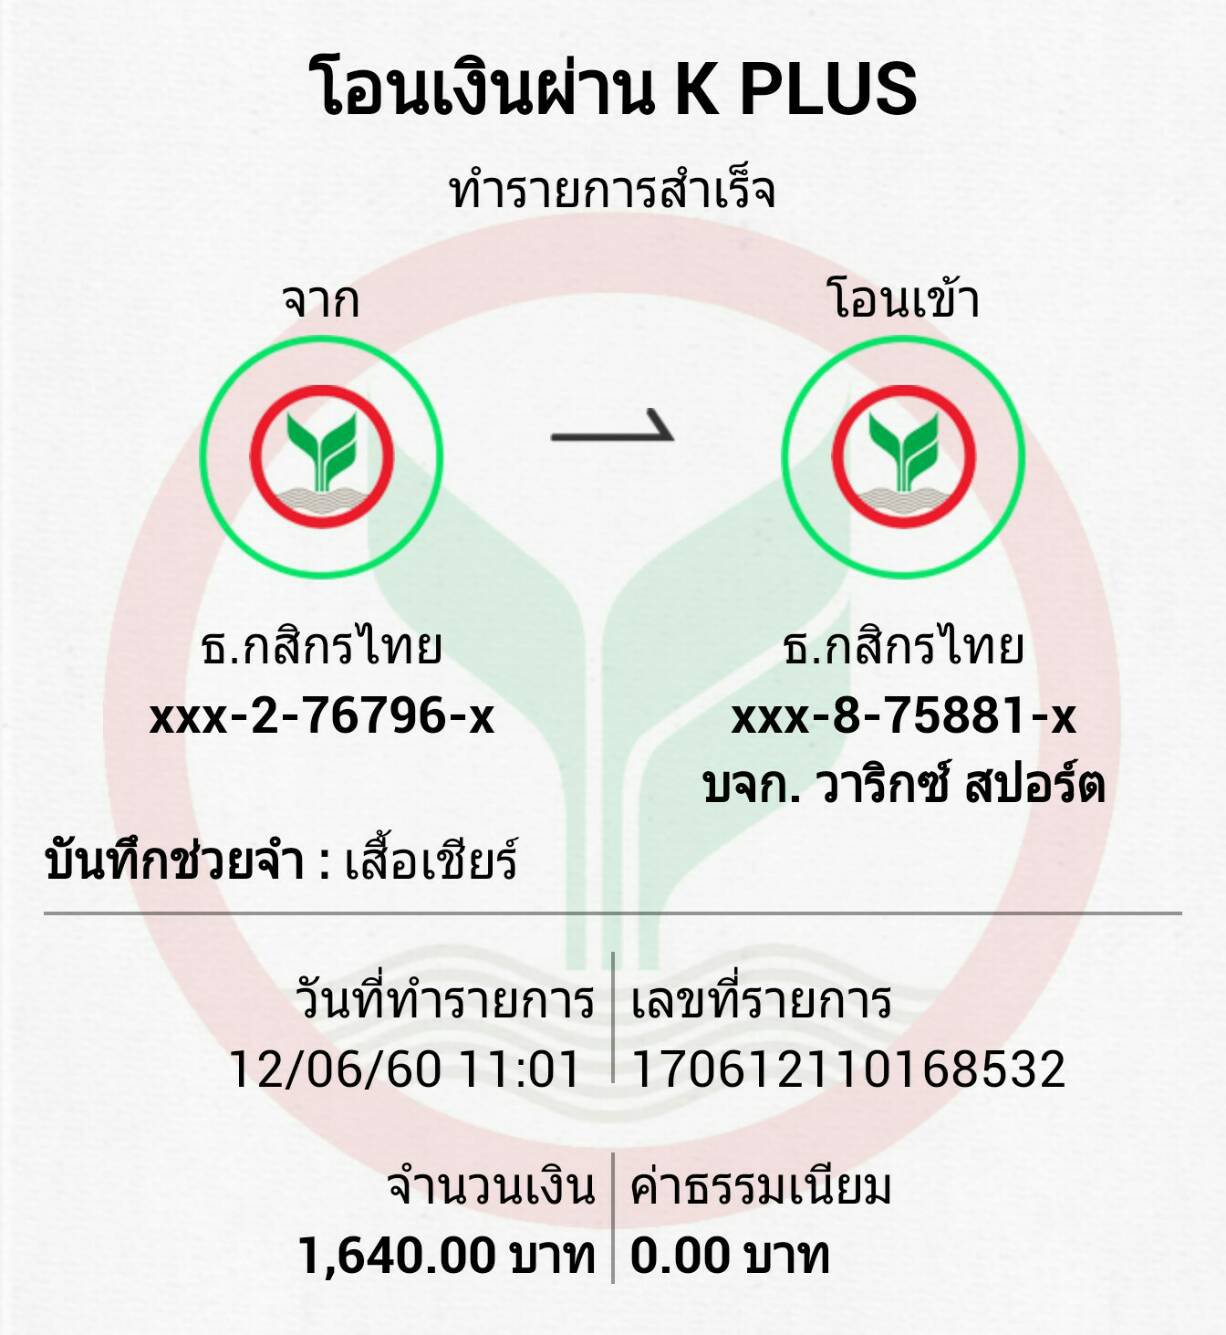 โอนเงินผ่าน K PLUS
ทำรายการสำเร็จ
จาก
โอนเข้า
ธ.กสิกรไทย
xxx-2-76796-x
ธ.กสิกรไทย
xxx-8-75881-x
บจก. วาริกซ์ สปอร์ต
บันทึกช่วยจำ : เสื้อเชียร์
วันที่ทำรายการ
12/06/60 11:01
เลขที่รายการ
170612110168532
จำนวนเงิน
1,640.00 บาท
ค่าธรรมเนียม
0.00 บาท